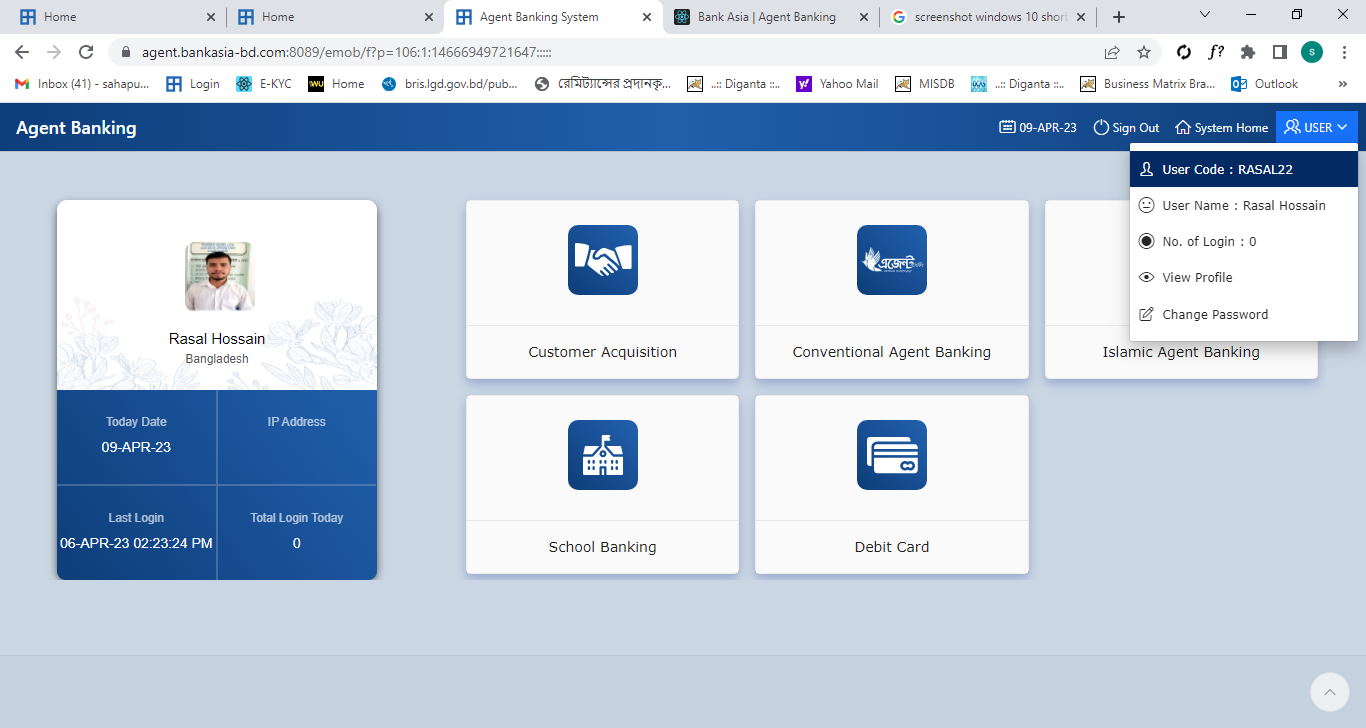 Home
Home
Agent Banking System
Bank Asia | Agent Banking
screenshot windows 10 short
agent.bankasia-bd.com:8089/emob/f?p=106:1:14666949721647:::::
f?
s
Inbox (41) - sahapu...
Login
E-KYC
WU
Home
bris.lgd.gov.bd/pub...
রেমিট্যান্সের প্রদানকৃ...
..:: Diganta ::..
Yahoo Mail
MISDB
..:: Diganta ::..
Business Matrix Bra...
Outlook
»
Agent Banking
09-APR-23
Sign Out
System Home
USER
User Code : RASAL22
User Name : Rasal Hossain
No. of Login : 0
View Profile
Change Password
Rasal Hossain
Bangladesh
Today Date
09-APR-23
IP Address
Last Login
06-APR-23 02:23:24 PM
Total Login Today
0
Customer Acquisition
এজেন্ট
Conventional Agent Banking
Islamic Agent Banking
School Banking
Debit Card